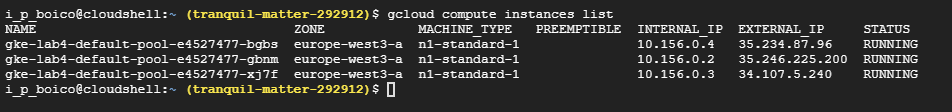 i_p_boico@cloudshell:~ (tranquil-matter-292912)$ gcloud compute instances list
NAME ZONE MACHINE_TYPE PREEMPTIBLE INTERNAL_IP EXTERNAL_IP STATUS
gke-lab4-default-pool-e4527477-bgbs europe-west3-a n1-standard-1 10.156.0.4 35.234.87.96 RUNNING
gke-lab4-default-pool-e4527477-gbnm europe-west3-a n1-standard-1 10.156.0.2 35.246.225.200 RUNNING
gke-lab4-default-pool-e4527477-xj7f europe-west3-a n1-standard-1 10.156.0.3 34.107.5.240 RUNNING
i_p_boico@cloudshell:~ (tranquil-matter-292912)$